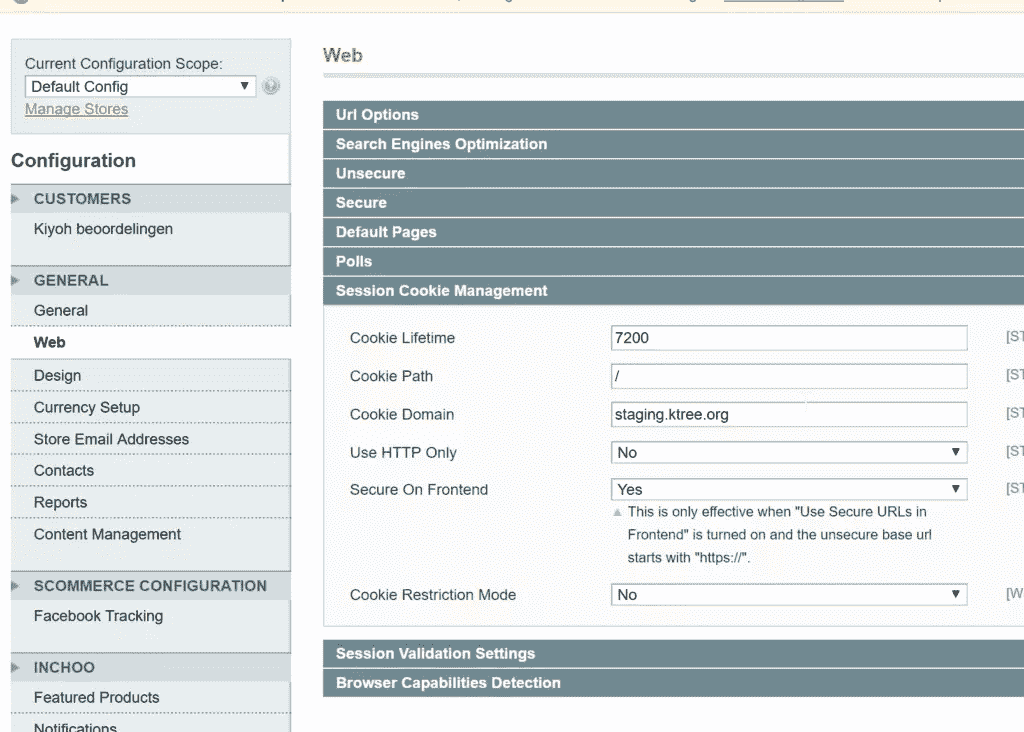 Current Configuration Scope:
Default Config
Manage Stores
Configuration
CUSTOMERS
Kiyoh beoordelingen
GENERAL
General
Web
Design
Currency Setup
Store Email Addresses
Contacts
Reports
Content Management
SCOMMERCE CONFIGURATION
Facebook Tracking
INCHOO
Featured Products
Notifications
Web
Url Options
Search Engines Optimization
Unsecure
Secure
Default Pages
Polls
Session Cookie Management
Cookie Lifetime 7200 [ST
Cookie Path / [ST
Cookie Domain staging.ktree.org [ST
Use HTTP Only No [ST
Secure On Frontend Yes [ST
This is only effective when "Use Secure URLs in
Frontend" is turned on and the unsecure base url
starts with "https://".
Cookie Restriction Mode No [W
Session Validation Settings
Browser Capabilities Detection